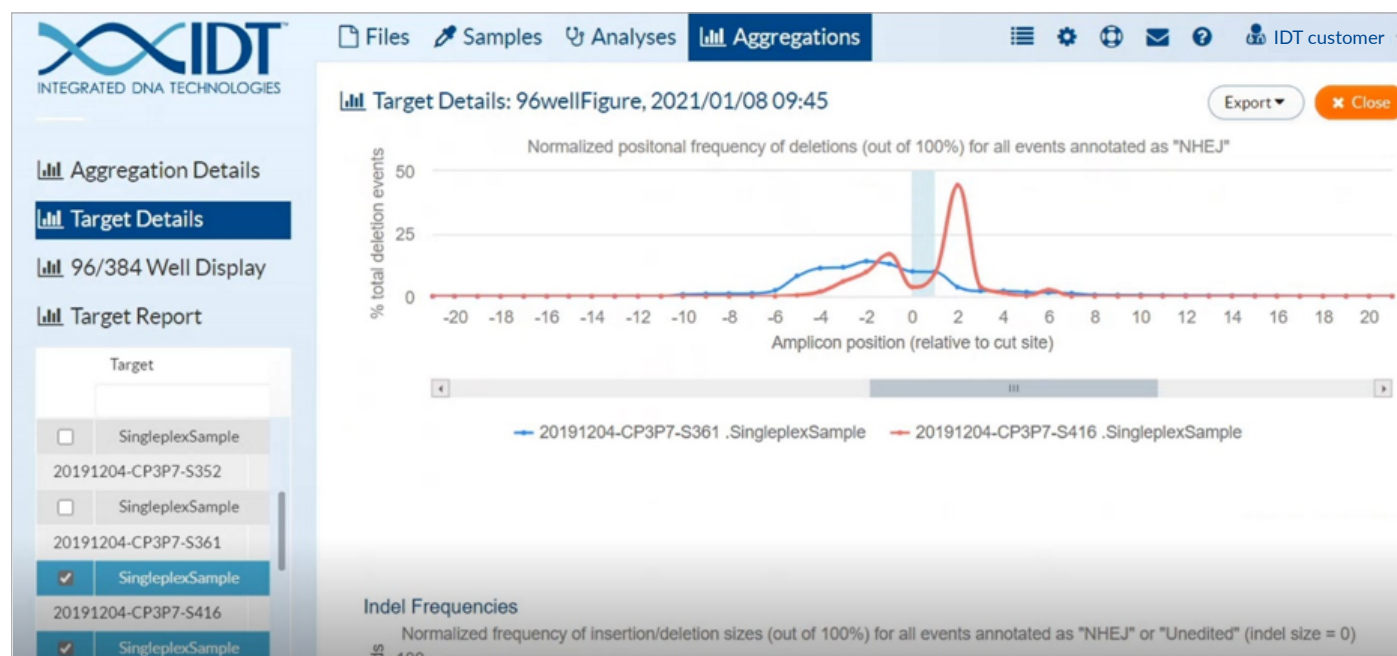 IDT
INTEGRATED DNA TECHNOLOGIES
Files Samples Analyses Aggregations IDT customer
Target Details: 96wellFigure, 2021/01/08 09:45
Export Close
Aggregation Details
Target Details
96/384 Well Display
Target Report
Target
SingleplexSample
20191204-CP3P7-S352
SingleplexSample
20191204-CP3P7-S361
SingleplexSample
20191204-CP3P7-S416
SingleplexSample
Normalized positonal frequency of deletions (out of 100%) for all events annotated as "NHEJ"
% total deletion events
50
25
0
-20 -18 -16 -14 -12 -10 -8 -6 -4 -2 0 2 4 6 8 10 12 14 16 18 20
Amplicon position (relative to cut site)
20191204-CP3P7-S361 .SingleplexSample 20191204-CP3P7-S416 .SingleplexSample
Indel Frequencies
Normalized frequency of insertion/deletion sizes (out of 100%) for all events annotated as "NHEJ" or "Unedited" (indel size = 0)
100